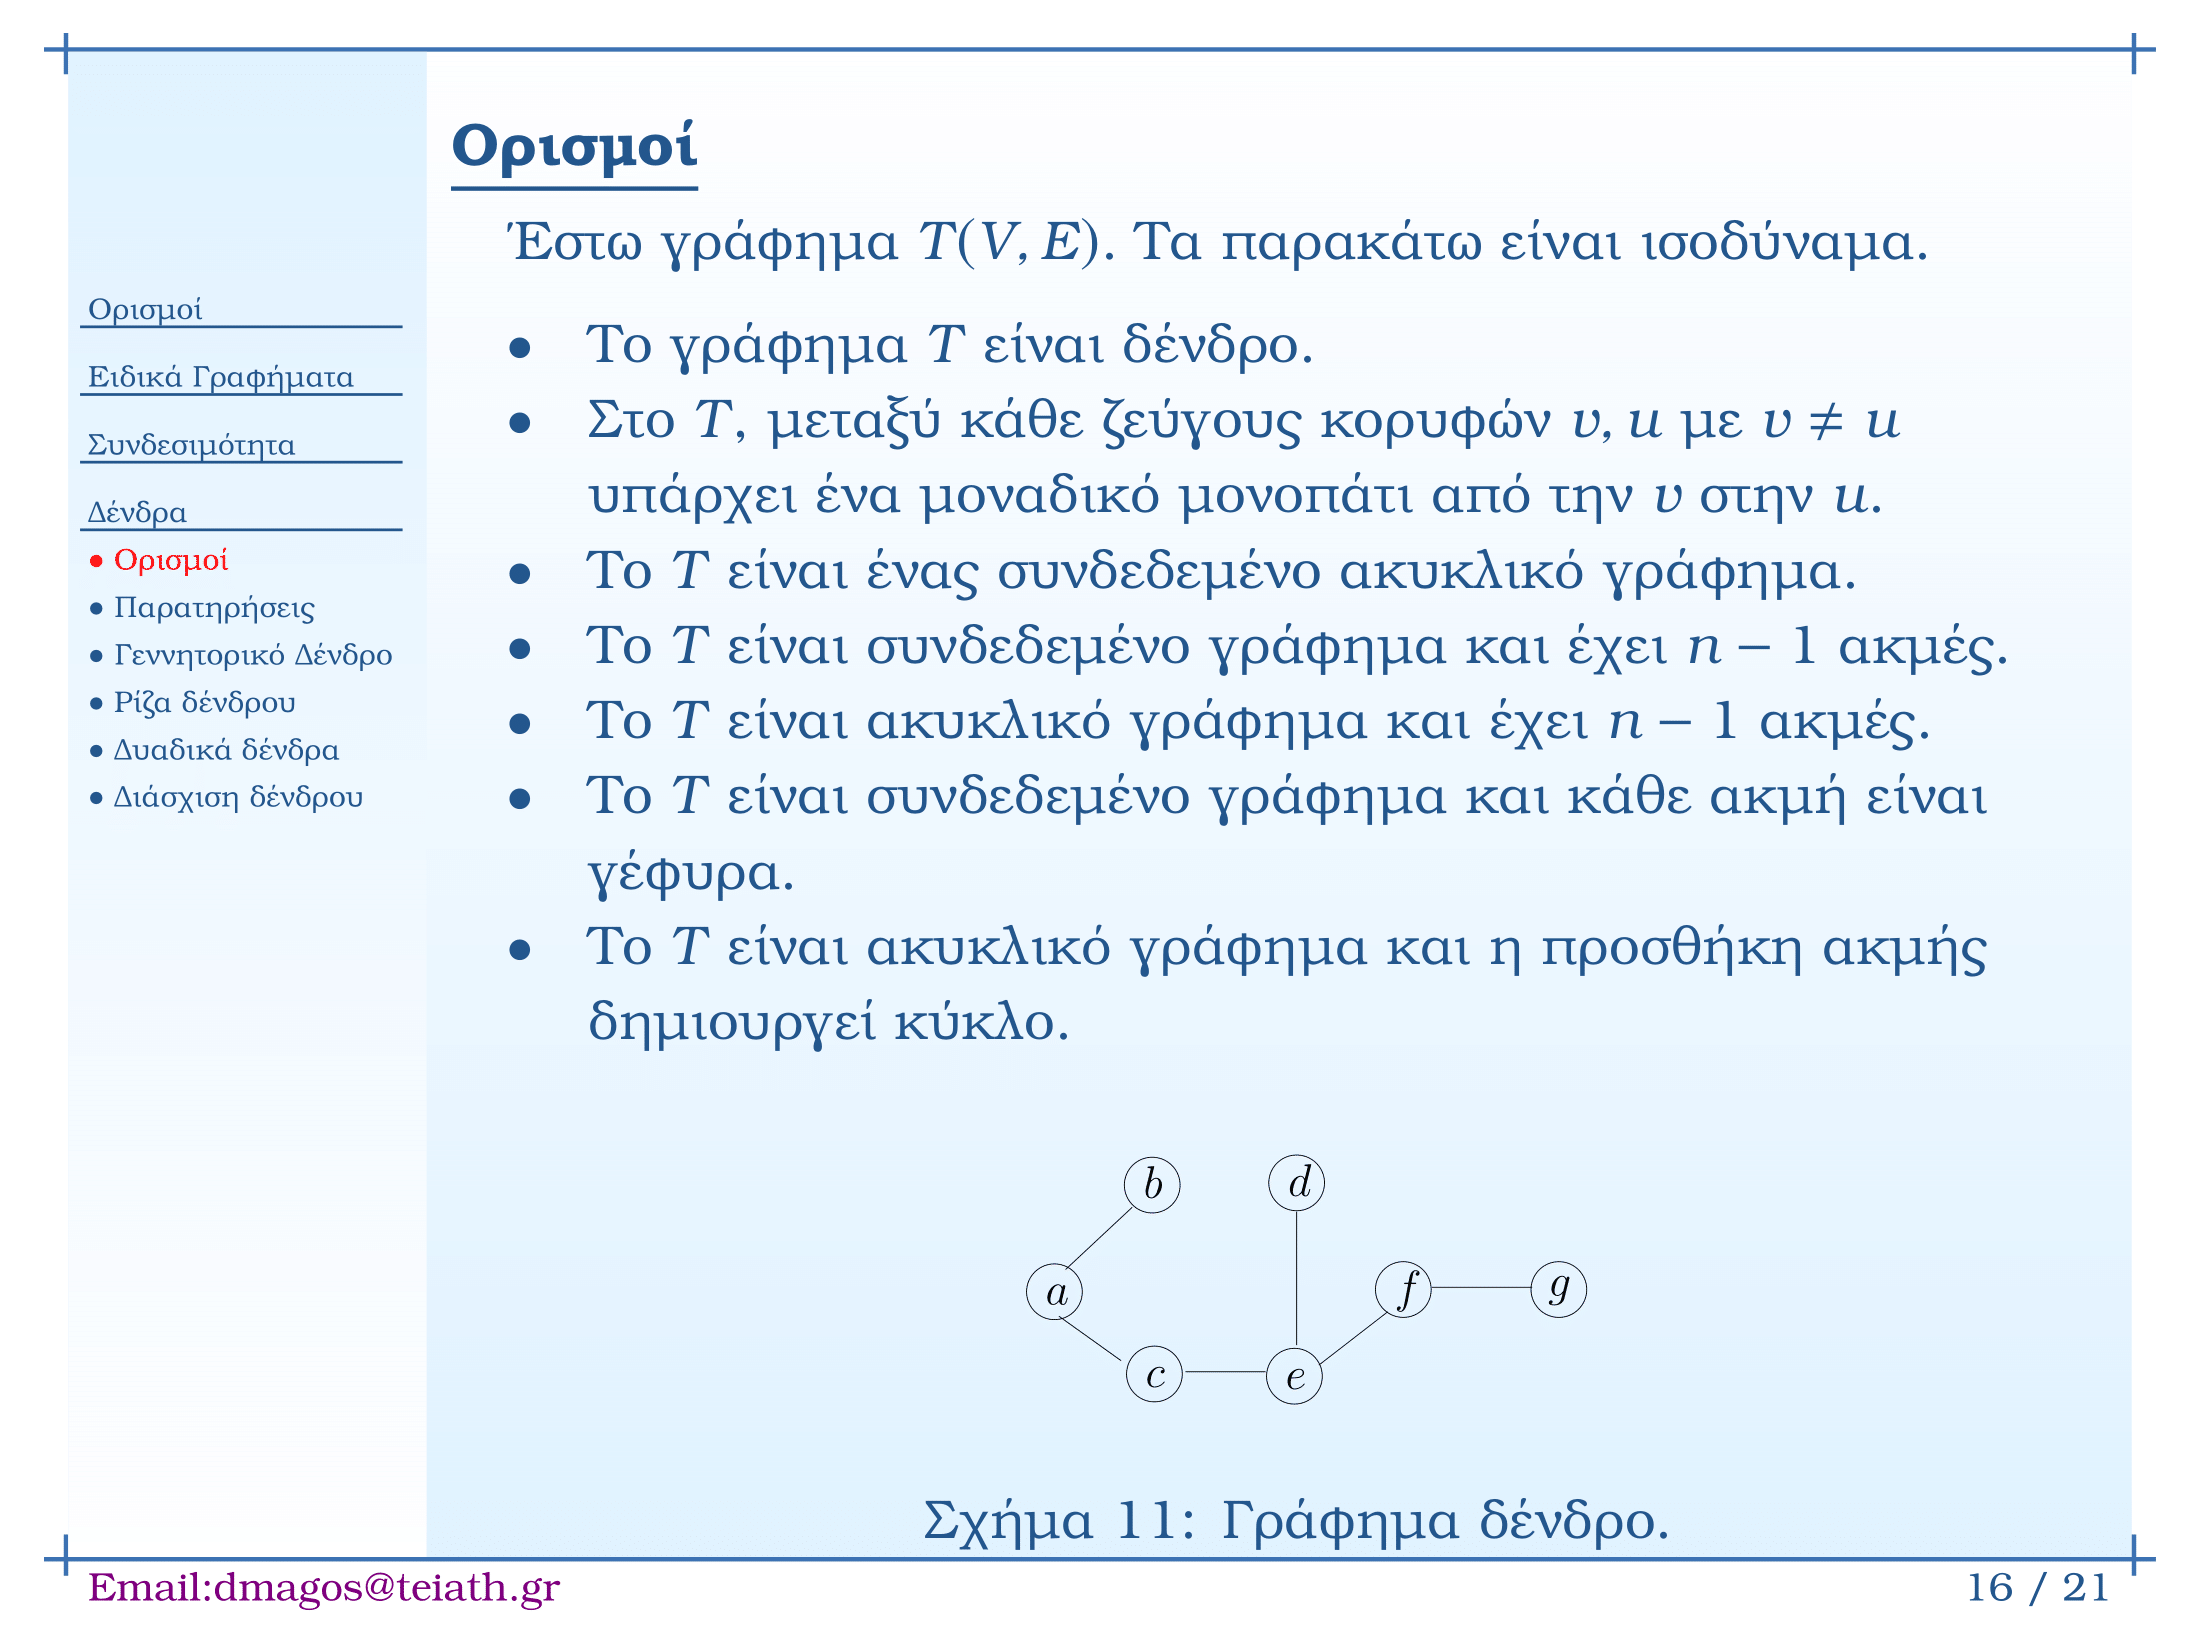 Ορισμοί
Ειδικά Γραφήματα
Συνδεσιμότητα
Δένδρα
• Ορισμοί
• Παρατηρήσεις
• Γεννητορικό Δένδρο
• Ρίζα δένδρου
• Δυαδικά δένδρα
• Διάσχιση δένδρου
Ορισμοί
Έστω γράφημα T(V, E). Τα παρακάτω είναι ισοδύναμα.
• Το γράφημα T είναι δένδρο.
• Στο T, μεταξύ κάθε ζεύγους κορυφών v, u με v ≠ u
υπάρχει ένα μοναδικό μονοπάτι από την v στην u.
• Το T είναι ένας συνδεδεμένο ακυκλικό γράφημα.
• Το T είναι συνδεδεμένο γράφημα και έχει n − 1 ακμές.
• Το T είναι ακυκλικό γράφημα και έχει n − 1 ακμές.
• Το T είναι συνδεδεμένο γράφημα και κάθε ακμή είναι
γέφυρα.
• Το T είναι ακυκλικό γράφημα και η προσθήκη ακμής
δημιουργεί κύκλο.
b d
a f g
c e
Σχήμα 11: Γράφημα δένδρο.
Email:dmagos@teiath.gr 16 / 21